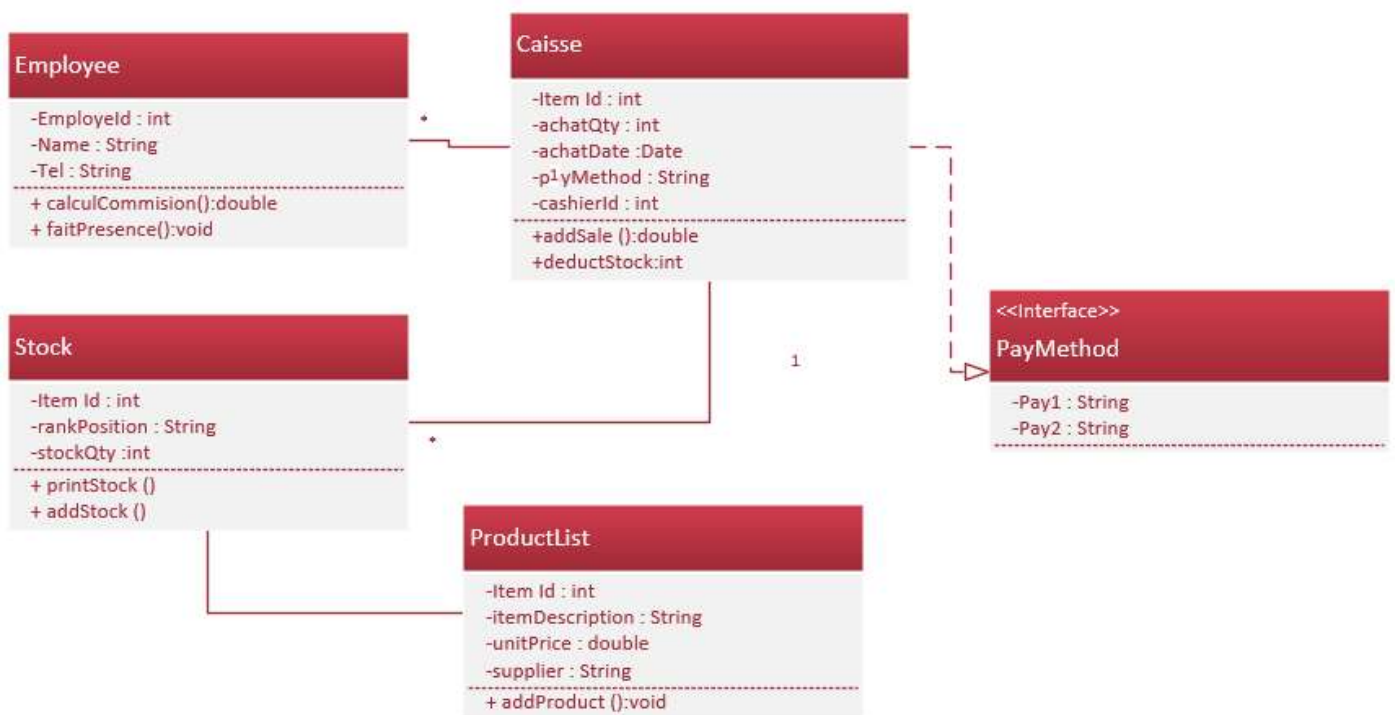 Employee
-EmployeId : int
-Name : String
-Tel : String
+ calculCommision():double
+ faitPresence():void
*
Caisse
-Item Id : int
-achatQty : int
-achatDate :Date
-p1yMethod : String
-cashierId : int
+addSale ():double
+deductStock:int
<<Interface>>
PayMethod
-Pay1 : String
-Pay2 : String
1
Stock
-Item Id : int
-rankPosition : String
-stockQty :int
+ printStock ()
+ addStock ()
*
ProductList
-Item Id : int
-itemDescription : String
-unitPrice : double
-supplier : String
+ addProduct ():void